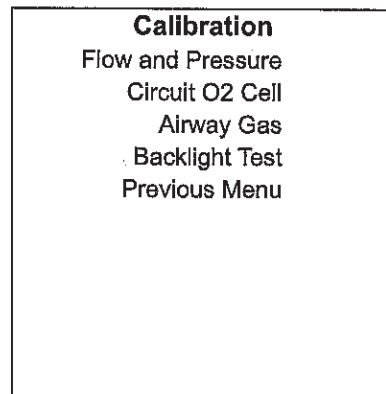 Calibration
Flow and Pressure
Circuit O2 Cell
Airway Gas
Backlight Test
Previous Menu